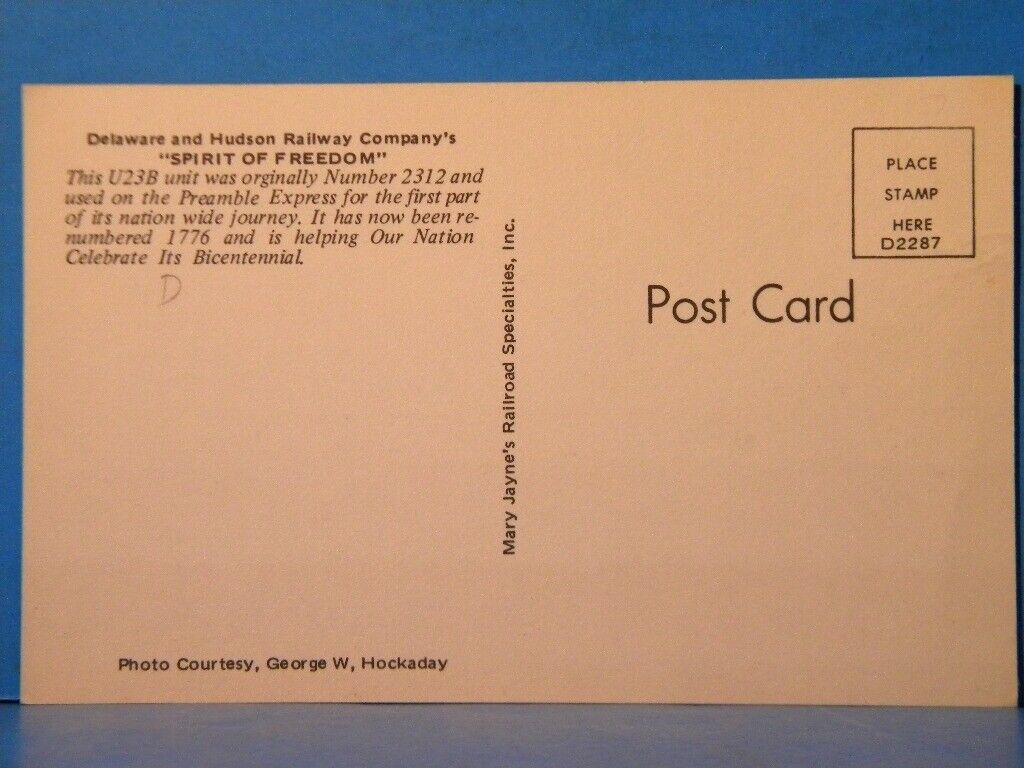 Delaware and Hudson Railway Company's
"SPIRIT OF FREEDOM"
This U23B unit was orginally Number 2312 and
used on the Preamble Express for the first part
of its nation wide journey. It has now been re-
numbered 1776 and is helping Our Nation
Celebrate Its Bicentennial.
D
Photo Courtesy, George W, Hockaday
Mary Jayne's Railroad Specialties, Inc.
PLACE
STAMP
HERE
D2287
Post Card